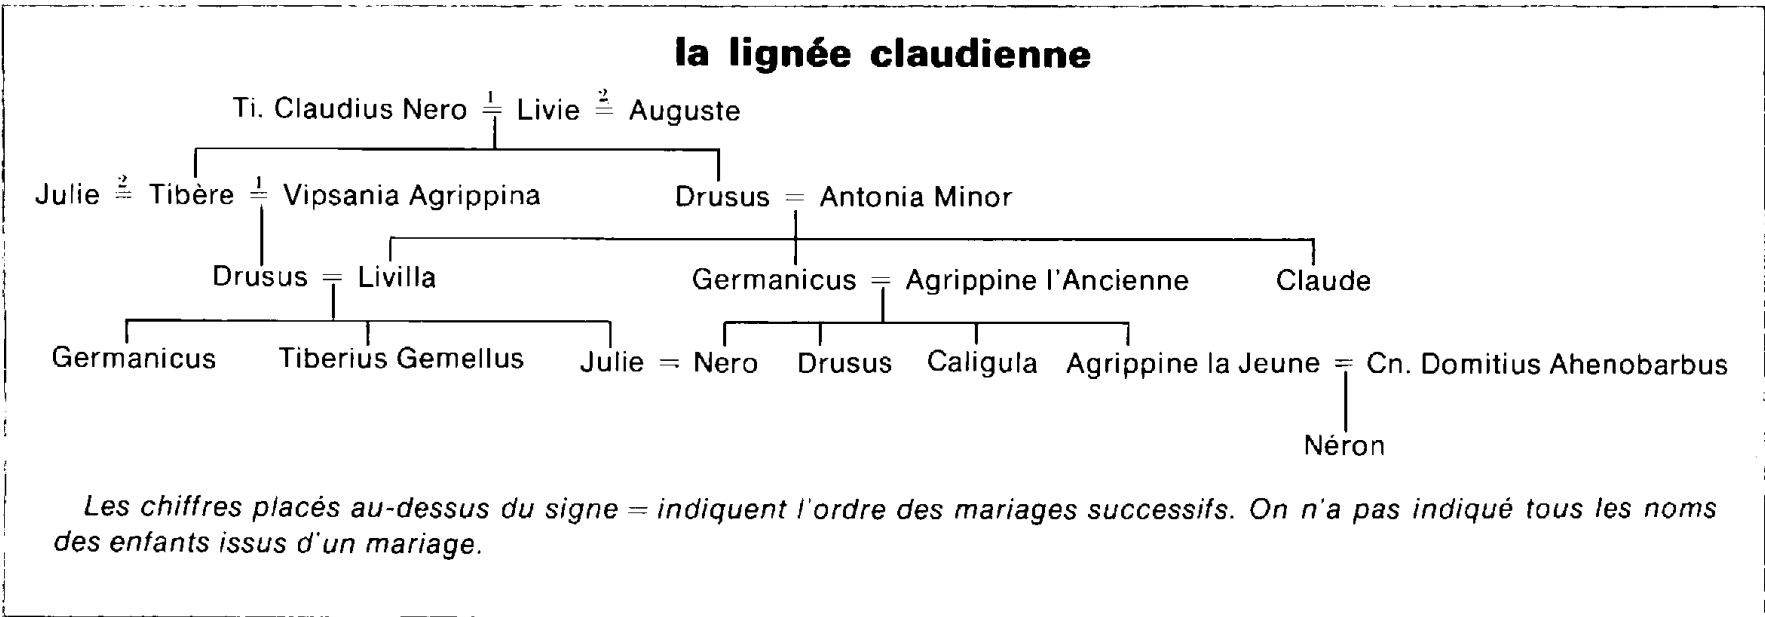 la lignée claudienne
Ti. Claudius Nero 1 = Livie 2 = Auguste
Julie 2 = Tibère 1 = Vipsania Agrippina Drusus = Antonia Minor
Drusus = Livilla Germanicus = Agrippine l'Ancienne Claude
Germanicus Tiberius Gemellus Julie = Nero Drusus Caligula Agrippine la Jeune = Cn. Domitius Ahenobarbus
Néron
Les chiffres placés au-dessus du signe = indiquent l'ordre des mariages successifs. On n'a pas indiqué tous les noms
des enfants issus d'un mariage.